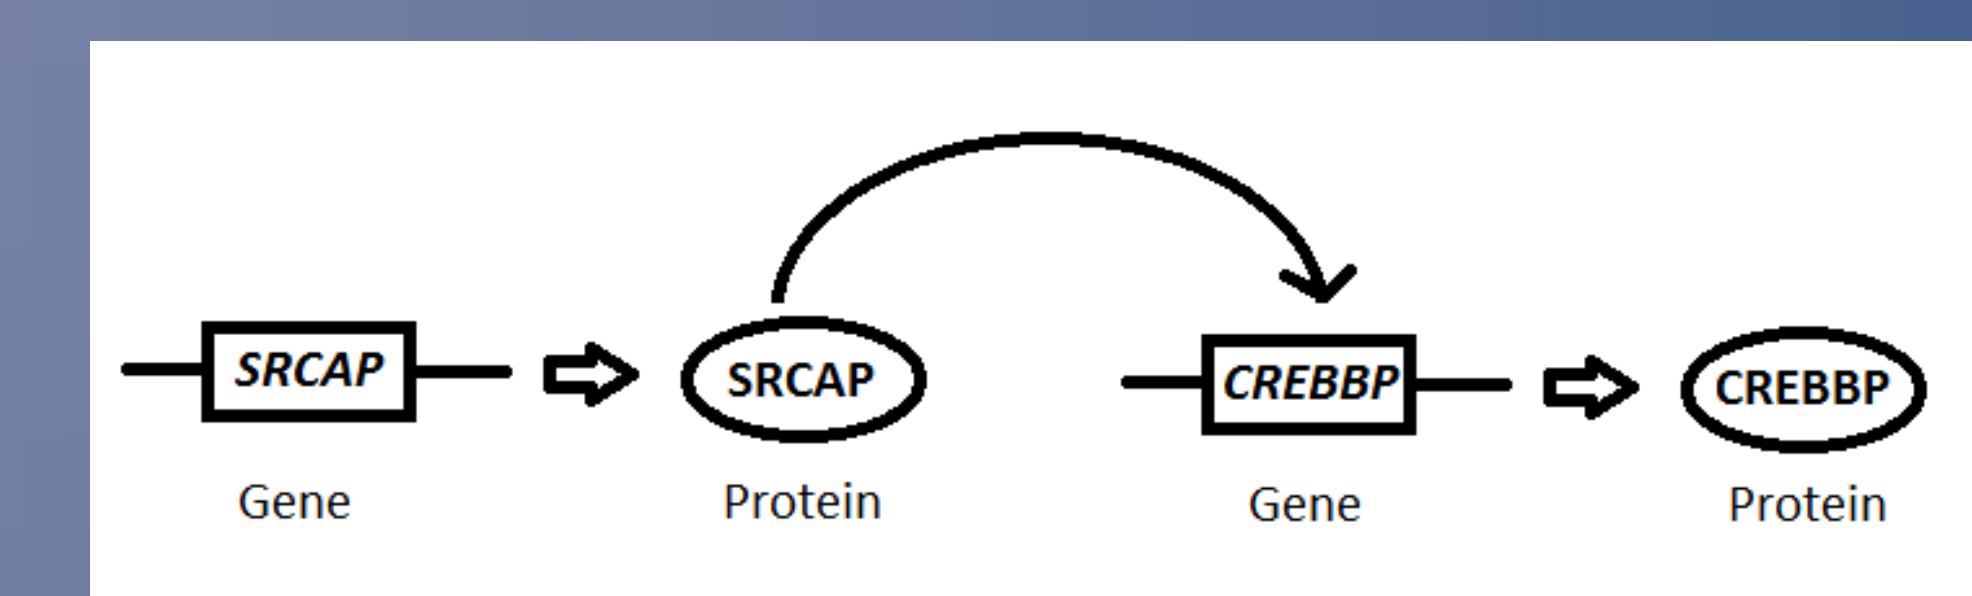 SRCAP
SRCAP
CREBBP
CREBBP
Gene
Protein
Gene
Protein